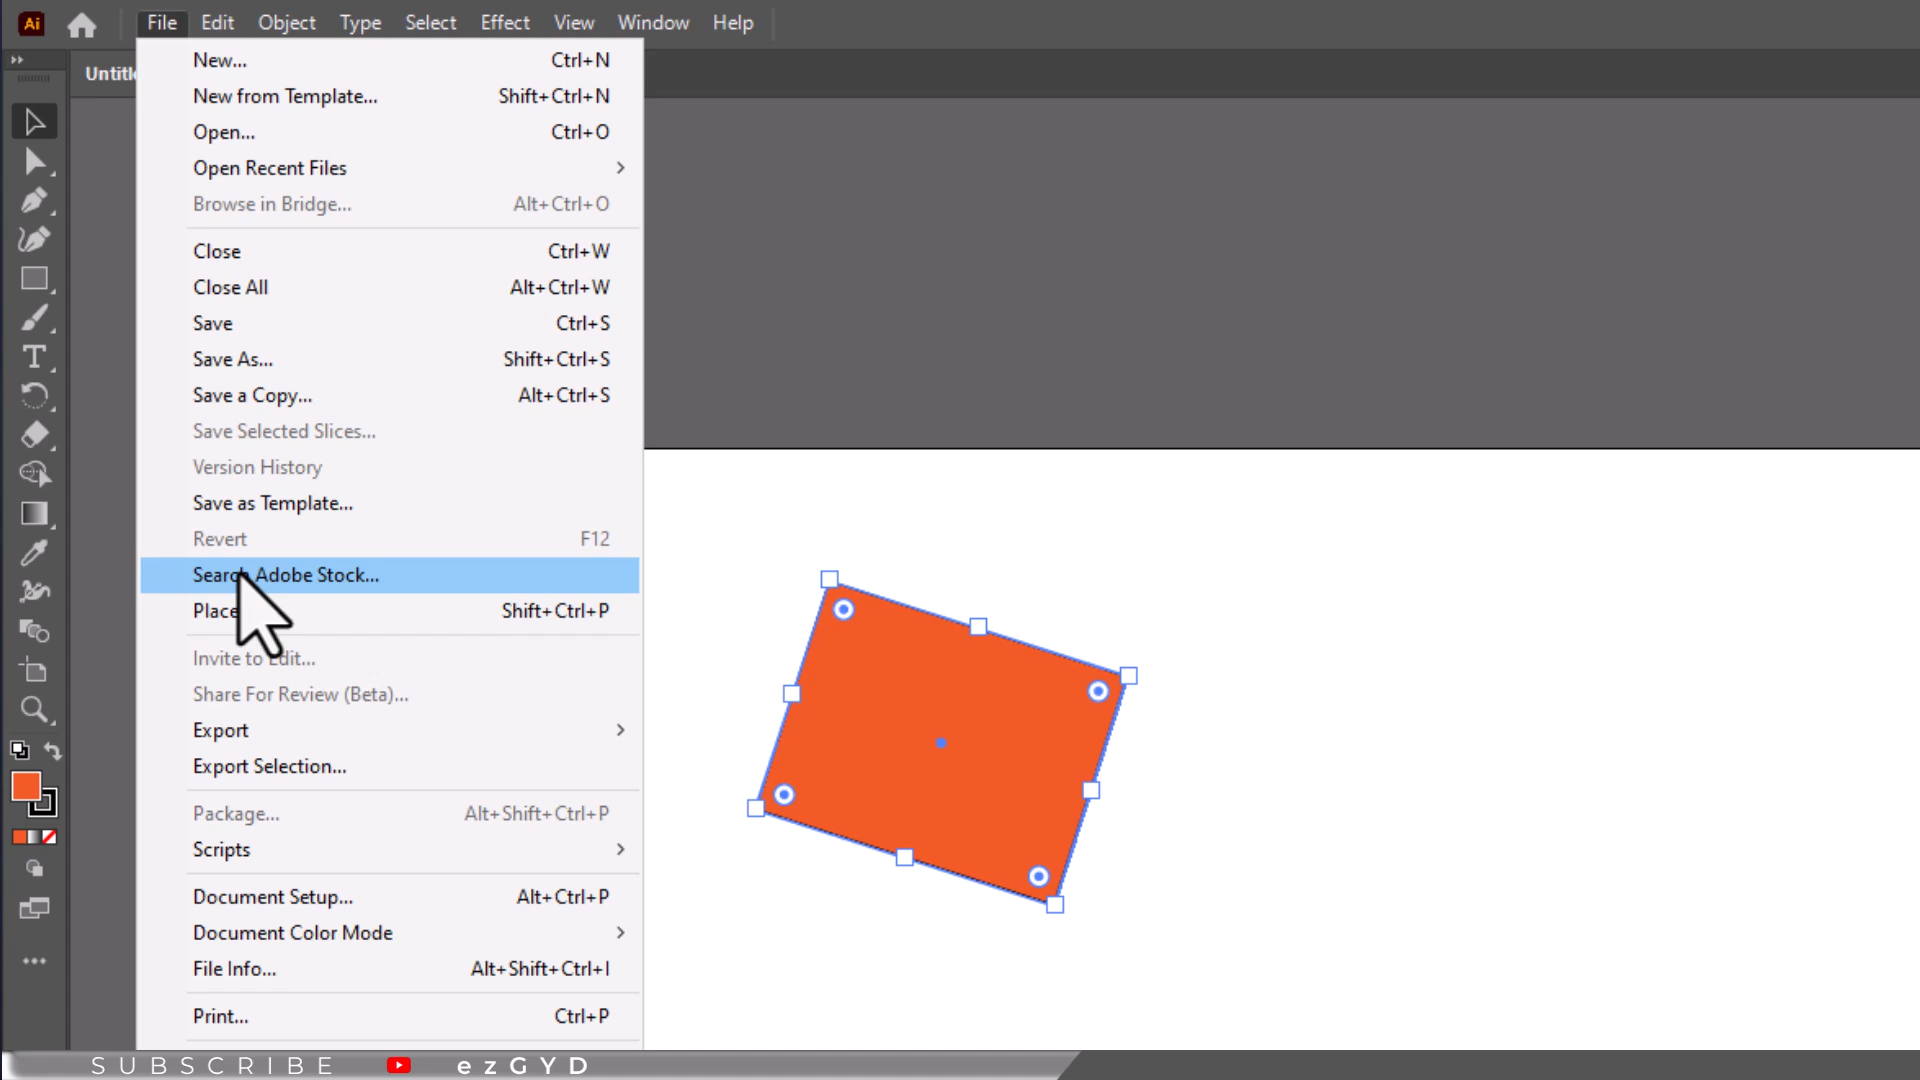 Ai File Edit Object Type Select Effect View Window Help
Untitle
New... Ctrl+N
New from Template... Shift+Ctrl+N
Open... Ctrl+O
Open Recent Files
Browse in Bridge... Alt+Ctrl+O
Close Ctrl+W
Close All Alt+Ctrl+W
Save Ctrl+S
Save As... Shift+Ctrl+S
Save a Copy... Alt+Ctrl+S
Save Selected Slices...
Version History
Save as Template...
Revert F12
Search Adobe Stock...
Place Shift+Ctrl+P
Invite to Edit...
Share For Review (Beta)...
Export
Export Selection...
Package... Alt+Shift+Ctrl+P
Scripts
Document Setup... Alt+Ctrl+P
Document Color Mode
File Info... Alt+Shift+Ctrl+I
Print... Ctrl+P
SUBSCRIBE ezGYD